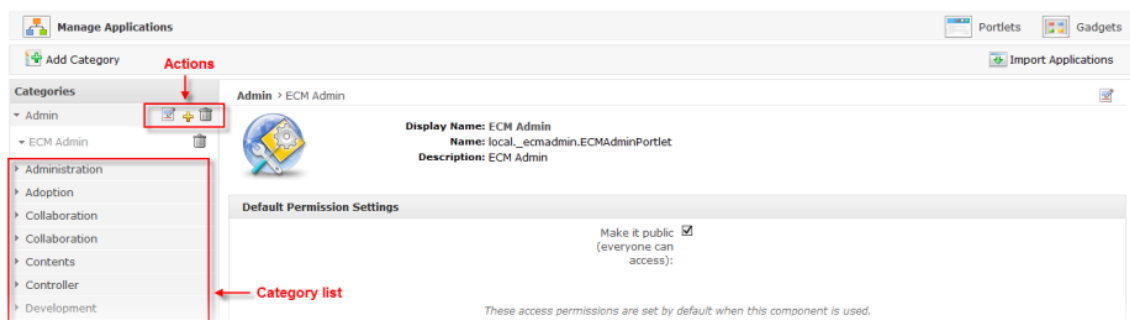 Manage Applications
Portlets
Gadgets
Add Category
Actions
Import Applications
Categories
Admin
ECM Admin
Administration
Adoption
Collaboration
Collaboration
Contents
Controller
Development
Category list
Admin › ECM Admin
Display Name: ECM Admin
Name: local._ecmadmin.ECMAdminPortlet
Description: ECM Admin
Default Permission Settings
Make it public
(everyone can
access):
These access permissions are set by default when this component is used.